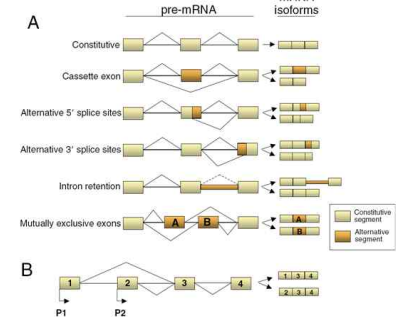 pre-mRNA
isoforms
A
Constitutive
Cassette exon
Alternative 5' splice sites
Alternative 3' splice sites
Intron retention
Mutually exclusive exons
A
B
A
B
Constitutive
segment
Alternative
segment
B
1
2
3
4
1 3 4
2 3 4
P1
P2